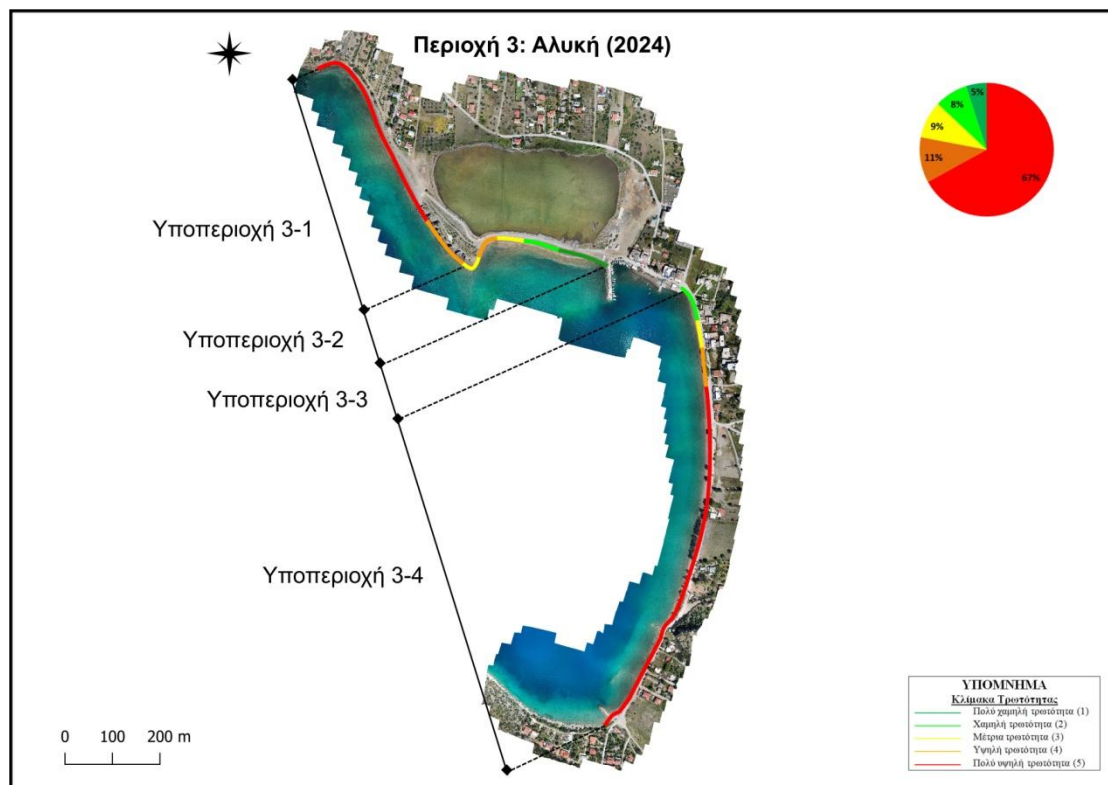 Περιοχή 3: Αλυκή (2024)
5%
8%
9%
11%
67%
Υποπεριοχή 3-1
Υποπεριοχή 3-2
Υποπεριοχή 3-3
Υποπεριοχή 3-4
0 100 200 m
ΥΠΟΜΝΗΜΑ
Κλίμακα Τρωτότητας
Πολύ χαμηλή τρωτότητα (1)
Χαμηλή τρωτότητα (2)
Μέτρια τρωτότητα (3)
Υψηλή τρωτότητα (4)
Πολύ υψηλή τρωτότητα (5)